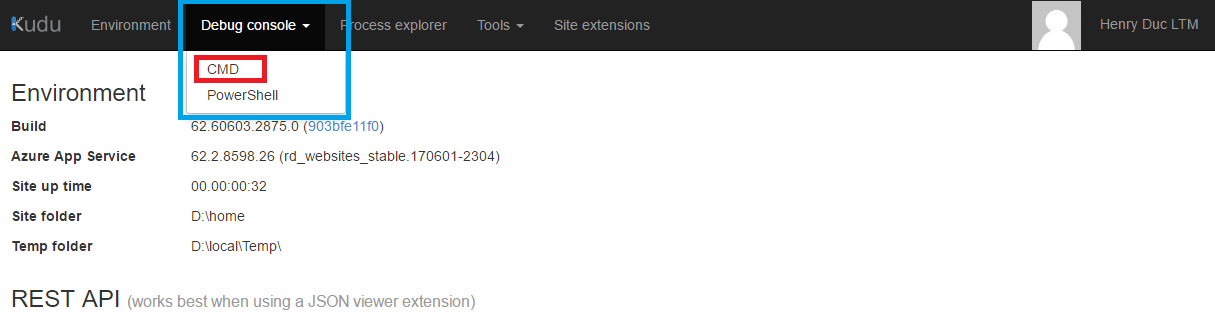 Kudu Environment Debug console Process explorer Tools Site extensions Henry Duc LTM
CMD
PowerShell
Environment
Build 62.60603.2875.0 (903bfe11f0)
Azure App Service 62.2.8598.26 (rd_websites_stable.170601-2304)
Site up time 00.00:00:32
Site folder D:\home
Temp folder D:\local\Temp\
REST API (works best when using a JSON viewer extension)